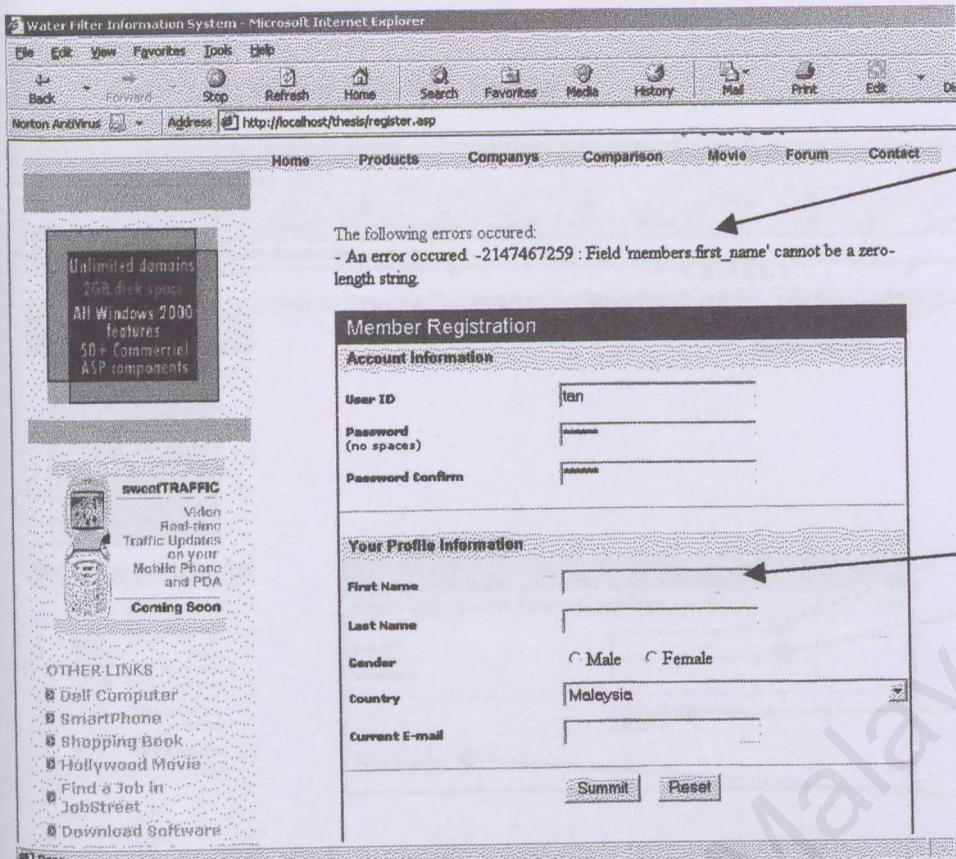 Water Filter Information System - Microsoft Internet Explorer
File Edit View Favorites Tools Help
Back Forward Stop Refresh Home Search Favorites Media History Mail Print Edit
Norton AntiVirus Address http://localhost/thesis/register.asp
Home Products Companys Comparison Movie Forum Contact
The following errors occured:
- An error occured. -2147467259 : Field 'members.first_name' cannot be a zero-
length string.
Unlimited domains
2GB disk space
All Windows 2000
features
50+ Commertiel
ASP components
Member Registration
Account Information
User ID tan
Password
(no spaces)
Password Confirm
sweetTRAFFIC
Video
Real-time
Traffic Updates
on your
Mobile Phone
and PDA
Coming Soon
Your Profile Information
First Name
Last Name
Gender Male Female
Country Malaysia
Current E-mail
Summit Reset
OTHER LINKS
Dell Computer
SmartPhone
Shopping Book
Hollywood Movie
Find a Job in
JobStreet
Download Software
Malay